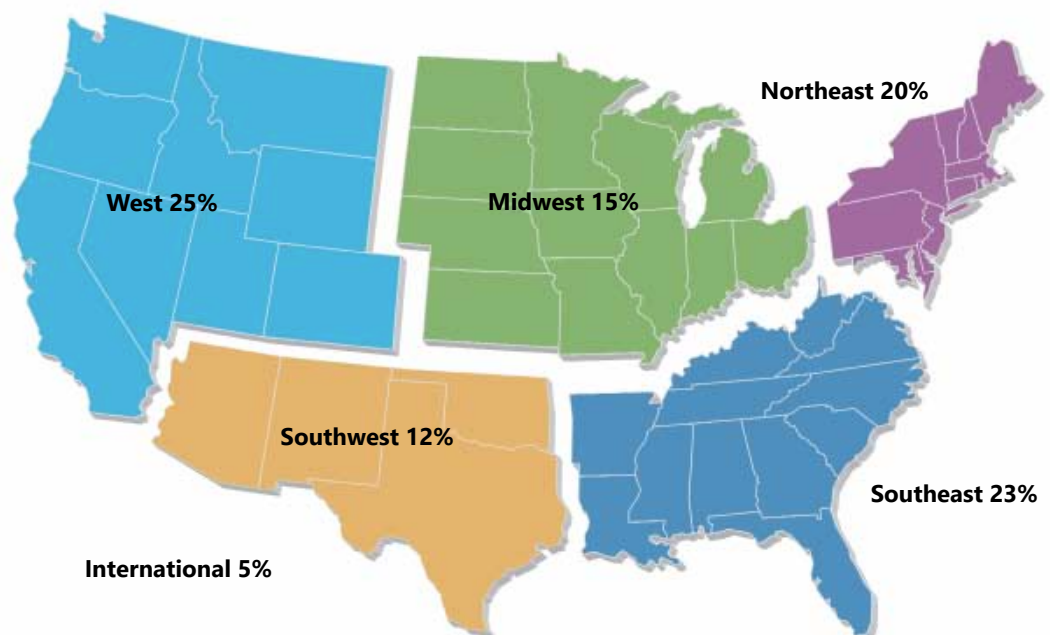 Northeast 20%
West 25%
Midwest 15%
Southwest 12%
Southeast 23%
International 5%